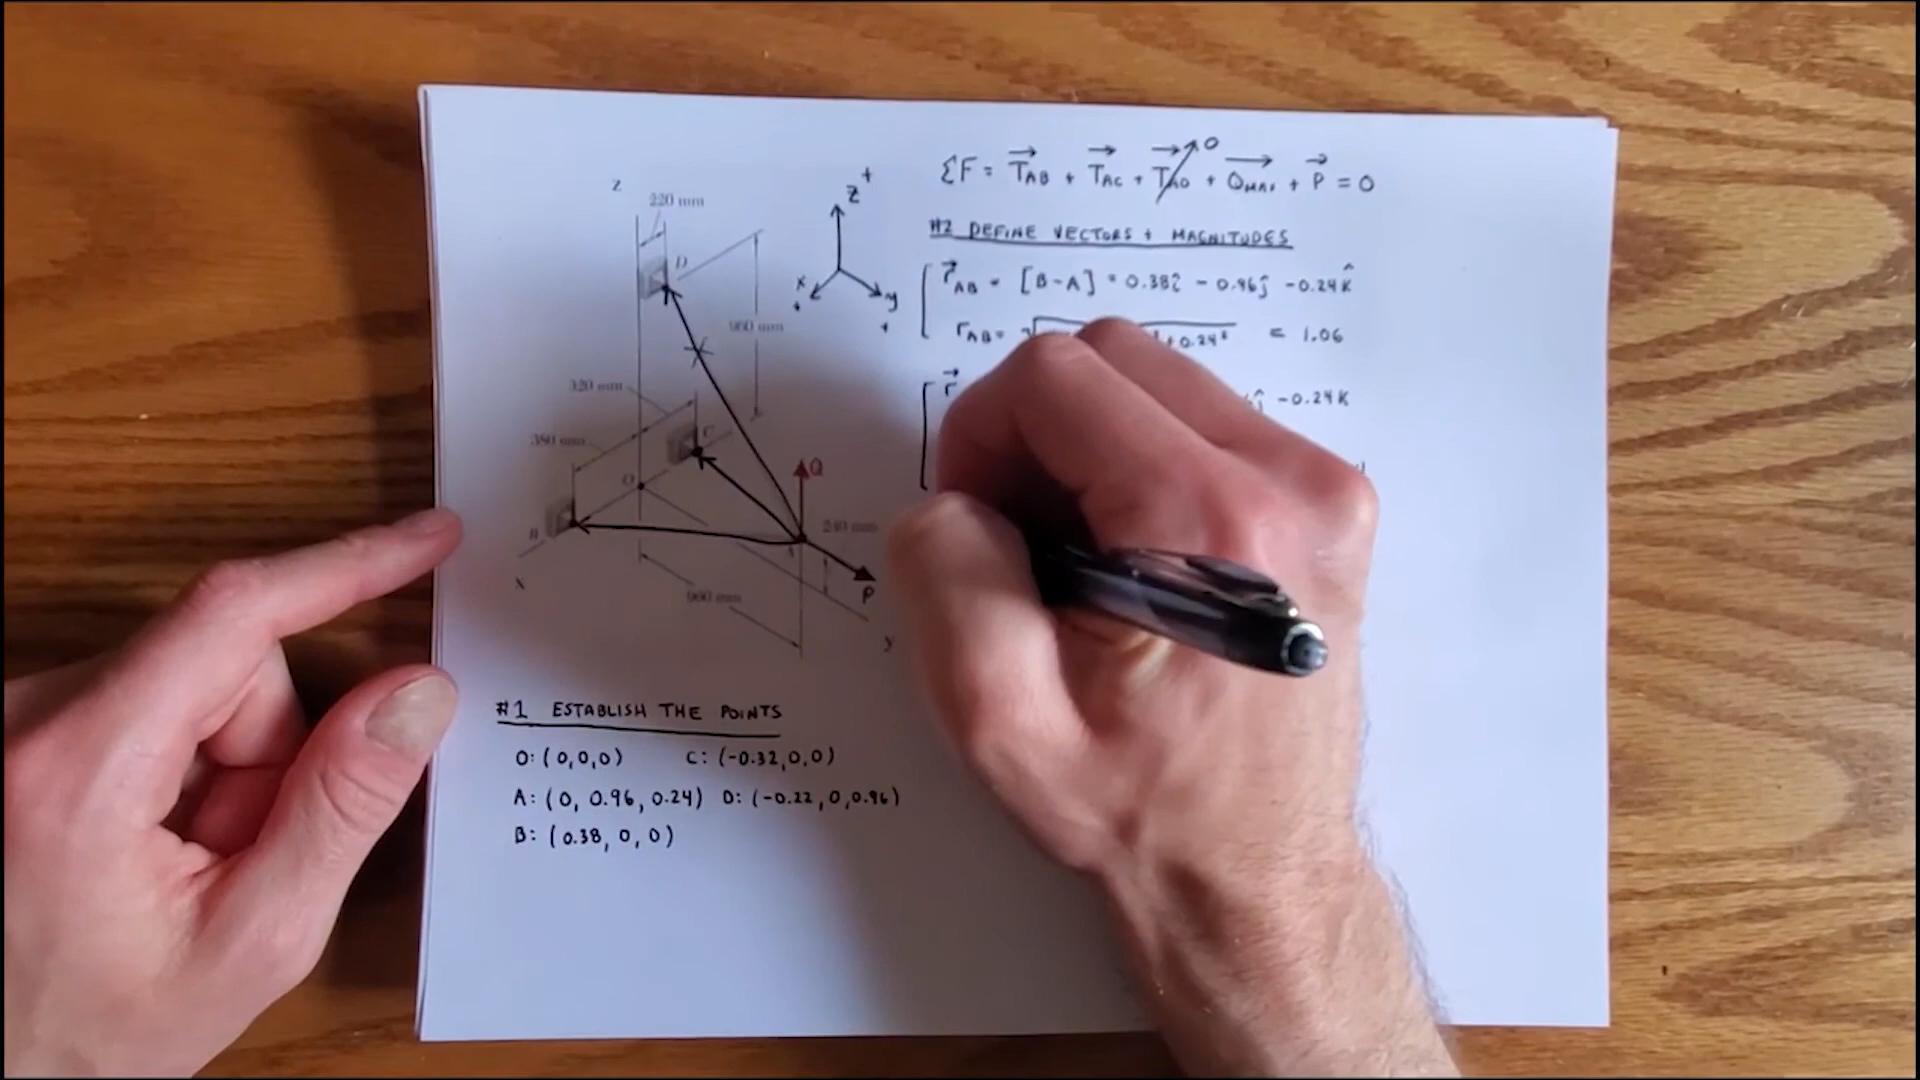 ΣF = T⃗AB + T⃗AC + T⃗AD 0 + Q⃗MAX + P⃗ = 0
#2 DEFINE VECTORS + MAGNITUDES
r⃗AB = [B-A] = 0.38î - 0.96ĵ - 0.24k̂
rAB = +0.24² = 1.06
r⃗ ĵ -0.24k
z
220 mm
D
z +
x +
y +
960 mm
320 mm
380 mm
C
O
Q
B
A
240 mm
x
960 mm
P
y
#1 ESTABLISH THE POINTS
O: (0,0,0) C: (-0.32,0,0)
A: (0, 0.96, 0.24) D: (-0.22, 0, 0.96)
B: (0.38, 0, 0)